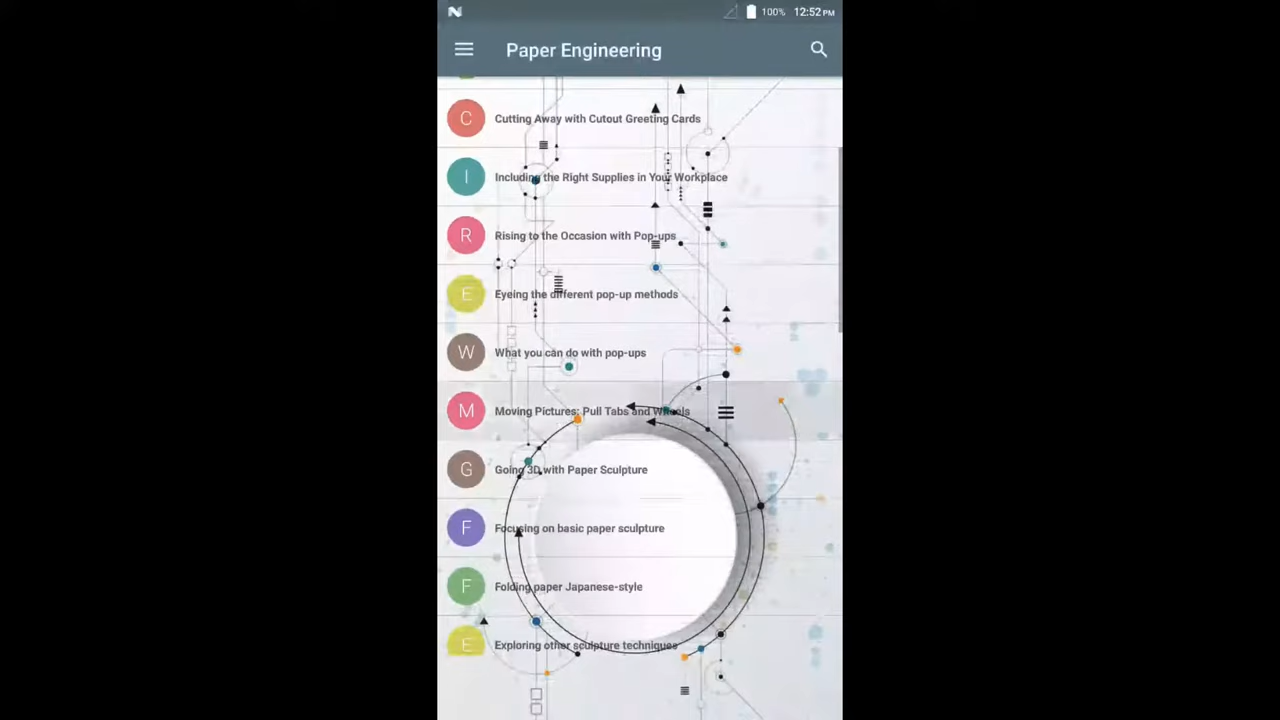 100% 12:52 PM
Paper Engineering
C Cutting Away with Cutout Greeting Cards
I Including the Right Supplies in Your Workplace
R Rising to the Occasion with Pop-ups
E Eyeing the different pop-up methods
W What you can do with pop-ups
M Moving Pictures: Pull Tabs and Wheels
G Going 3D with Paper Sculpture
F Focusing on basic paper sculpture
F Folding paper Japanese-style
E Exploring other sculpture techniques